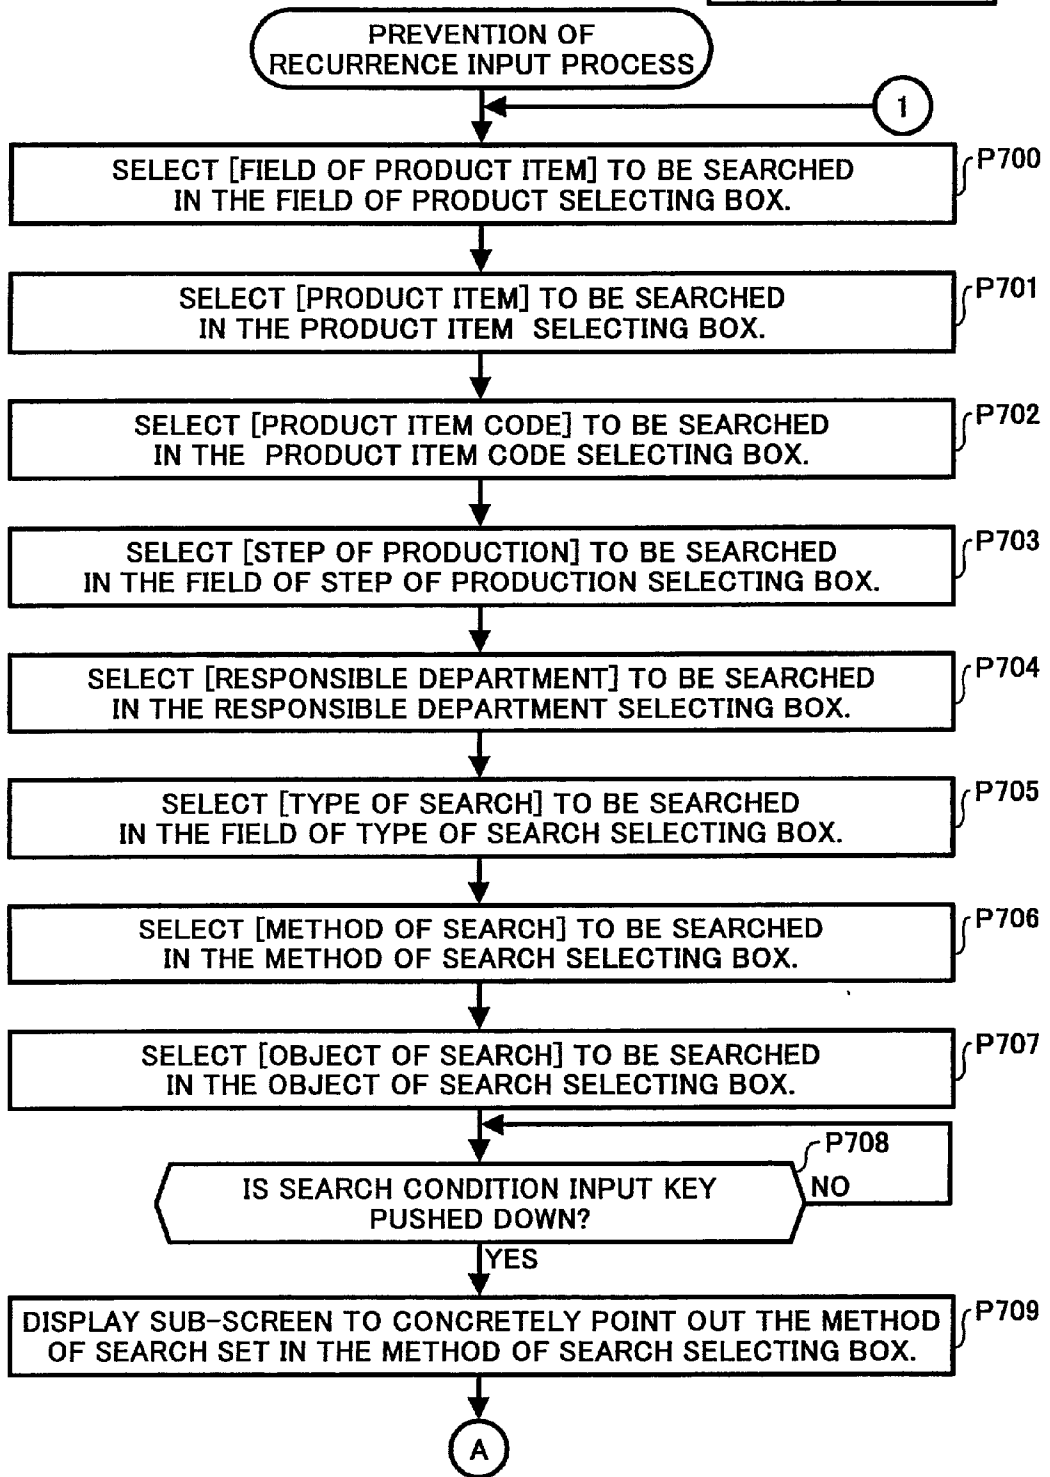 PREVENTION OF
RECURRENCE INPUT PROCESS
1
SELECT [FIELD OF PRODUCT ITEM] TO BE SEARCHED
IN THE FIELD OF PRODUCT SELECTING BOX.
P700
SELECT [PRODUCT ITEM] TO BE SEARCHED
IN THE PRODUCT ITEM SELECTING BOX.
P701
SELECT [PRODUCT ITEM CODE] TO BE SEARCHED
IN THE PRODUCT ITEM CODE SELECTING BOX.
P702
SELECT [STEP OF PRODUCTION] TO BE SEARCHED
IN THE FIELD OF STEP OF PRODUCTION SELECTING BOX.
P703
SELECT [RESPONSIBLE DEPARTMENT] TO BE SEARCHED
IN THE RESPONSIBLE DEPARTMENT SELECTING BOX.
P704
SELECT [TYPE OF SEARCH] TO BE SEARCHED
IN THE FIELD OF TYPE OF SEARCH SELECTING BOX.
P705
SELECT [METHOD OF SEARCH] TO BE SEARCHED
IN THE METHOD OF SEARCH SELECTING BOX.
P706
SELECT [OBJECT OF SEARCH] TO BE SEARCHED
IN THE OBJECT OF SEARCH SELECTING BOX.
P707
P708
IS SEARCH CONDITION INPUT KEY
PUSHED DOWN?
NO
YES
DISPLAY SUB-SCREEN TO CONCRETELY POINT OUT THE METHOD
OF SEARCH SET IN THE METHOD OF SEARCH SELECTING BOX.
P709
A